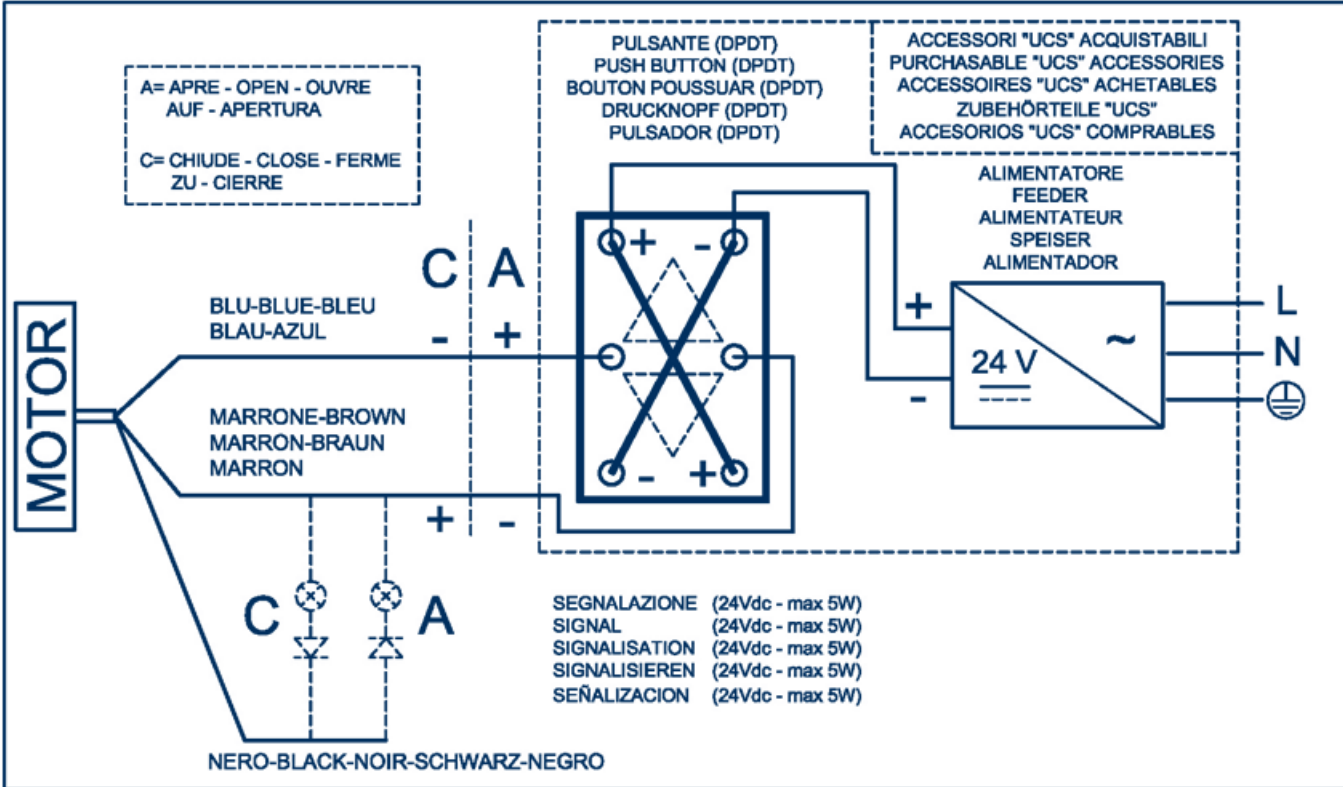 A= APRE - OPEN - OUVRE
AUF - APERTURA
C= CHIUDE - CLOSE - FERME
ZU - CIERRE
PULSANTE (DPDT)
PUSH BUTTON (DPDT)
BOUTON POUSSUAR (DPDT)
DRUCKNOPF (DPDT)
PULSADOR (DPDT)
ACCESSORI "UCS" ACQUISTABILI
PURCHASABLE "UCS" ACCESSORIES
ACCESSOIRES "UCS" ACHETABLES
ZUBEHÖRTEILE "UCS"
ACCESORIOS "UCS" COMPRABLES
ALIMENTATORE
FEEDER
ALIMENTATEUR
SPEISER
ALIMENTADOR
C A
- +
+ -
- +
+
-
24 V
~
L
N
MOTOR
BLU-BLUE-BLEU
BLAU-AZUL
MARRONE-BROWN
MARRON-BRAUN
MARRON
+ -
C A
SEGNALAZIONE (24Vdc - max 5W)
SIGNAL (24Vdc - max 5W)
SIGNALISATION (24Vdc - max 5W)
SIGNALISIEREN (24Vdc - max 5W)
SEÑALIZACION (24Vdc - max 5W)
NERO-BLACK-NOIR-SCHWARZ-NEGRO